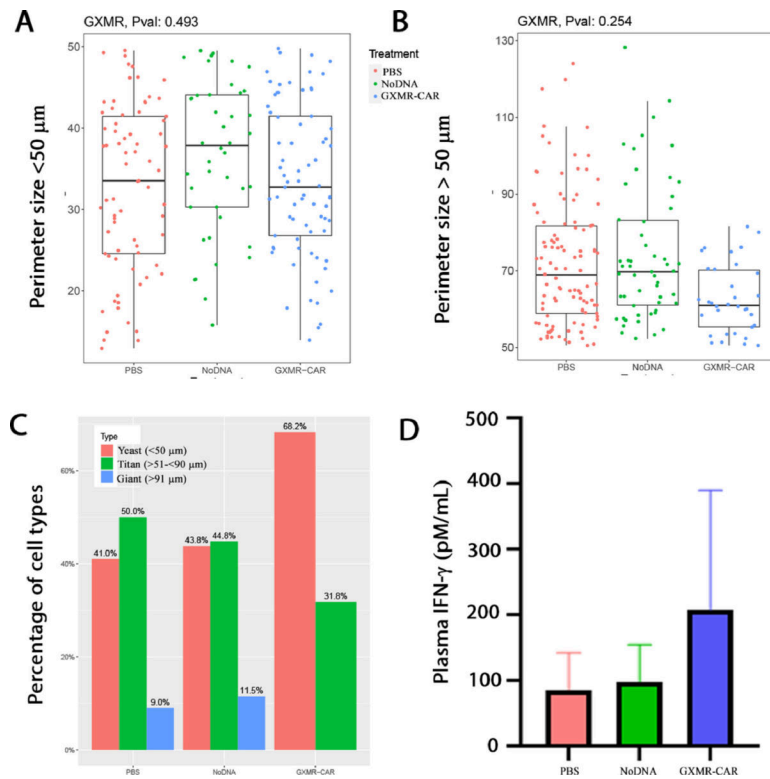 A
GXMR, Pval: 0.493
Perimeter size <50 μm
50
40
30
20
PBS
NoDNA
GXMR-CAR
Treatment
PBS
NoDNA
GXMR-CAR
B
GXMR, Pval: 0.254
Perimeter size > 50 μm
130
110
90
70
50
PBS
NoDNA
GXMR-CAR
C
Percentage of cell types
Type
Yeast (<50 μm)
Titan (>51-<90 μm)
Giant (>91 μm)
60%
40%
20%
0%
41.0%
50.0%
9.0%
43.8%
44.8%
11.5%
68.2%
31.8%
PBS
NoDNA
GXMR-CAR
D
Plasma IFN-γ (pM/mL)
500
400
300
200
100
0
PBS
NoDNA
GXMR-CAR